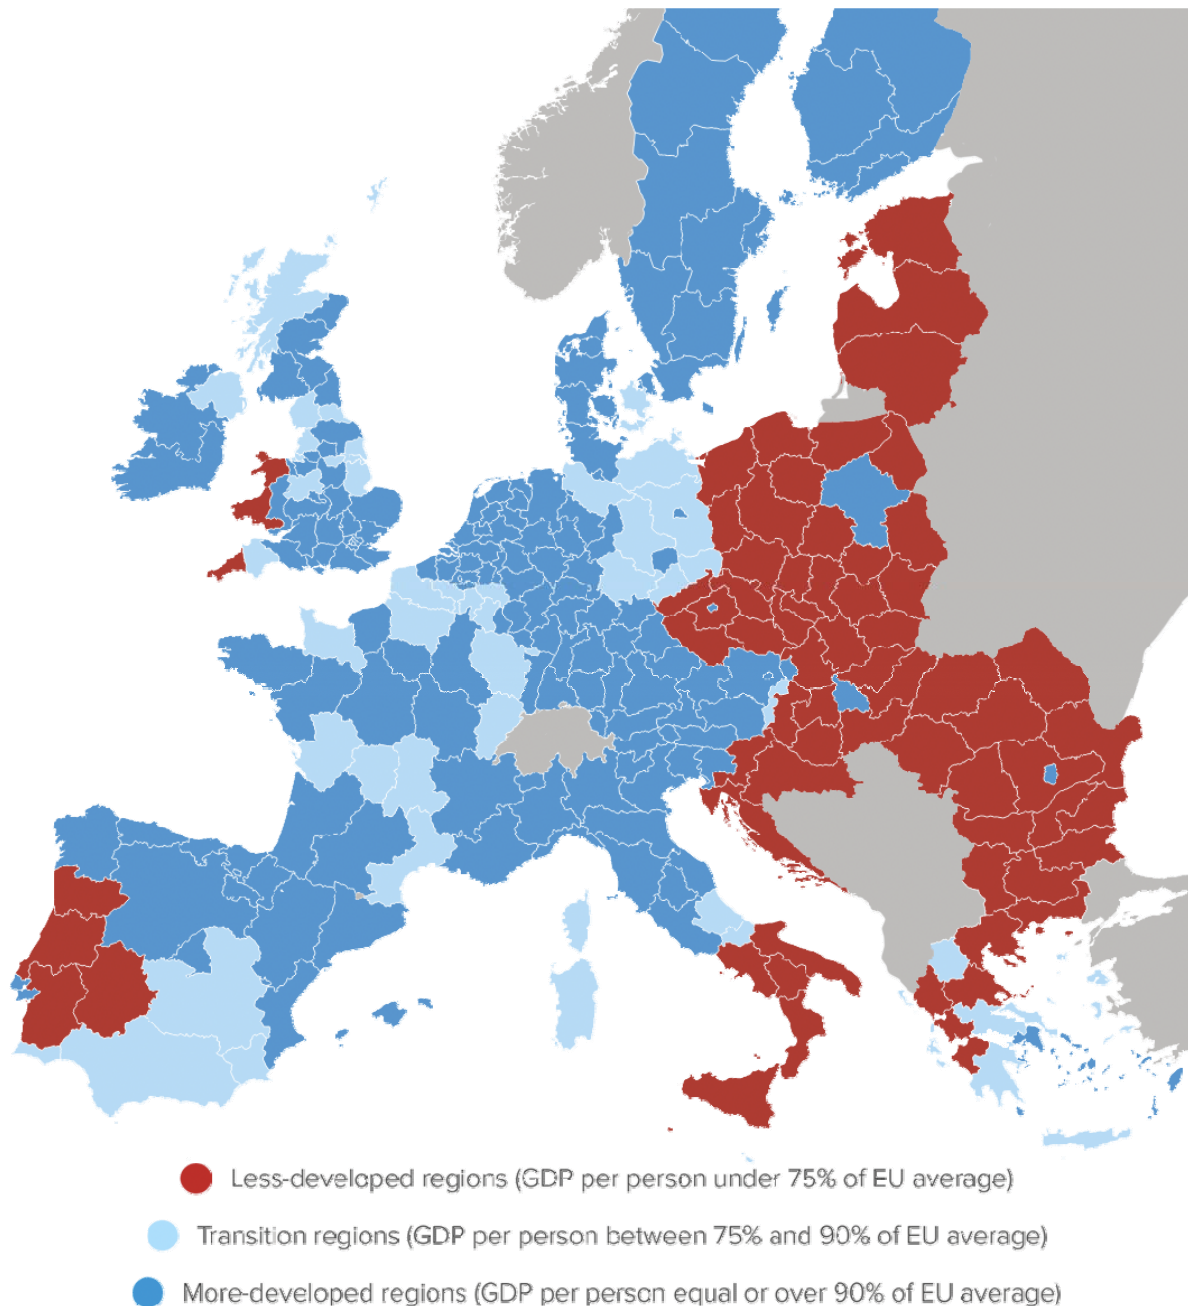 Less-developed regions (GDP per person under 75% of EU average)
Transition regions (GDP per person between 75% and 90% of EU average)
More-developed regions (GDP per person equal or over 90% of EU average)